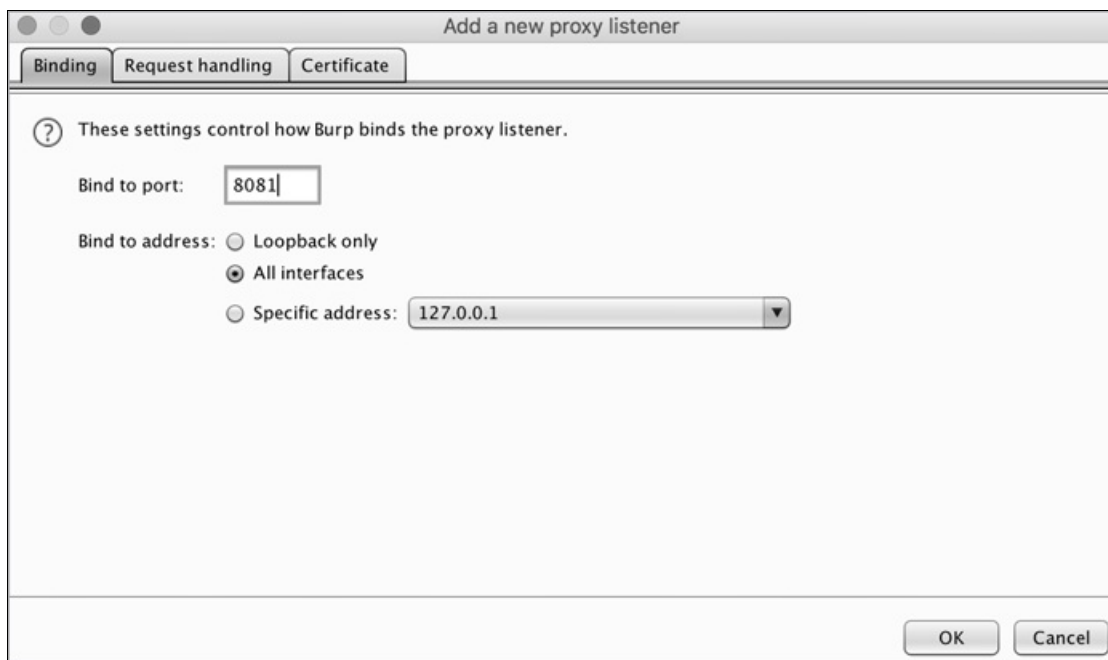 Add a new proxy listener
Binding Request handling Certificate
? These settings control how Burp binds the proxy listener.
Bind to port: 8081
Bind to address: Loopback only
All interfaces
Specific address: 127.0.0.1
OK Cancel